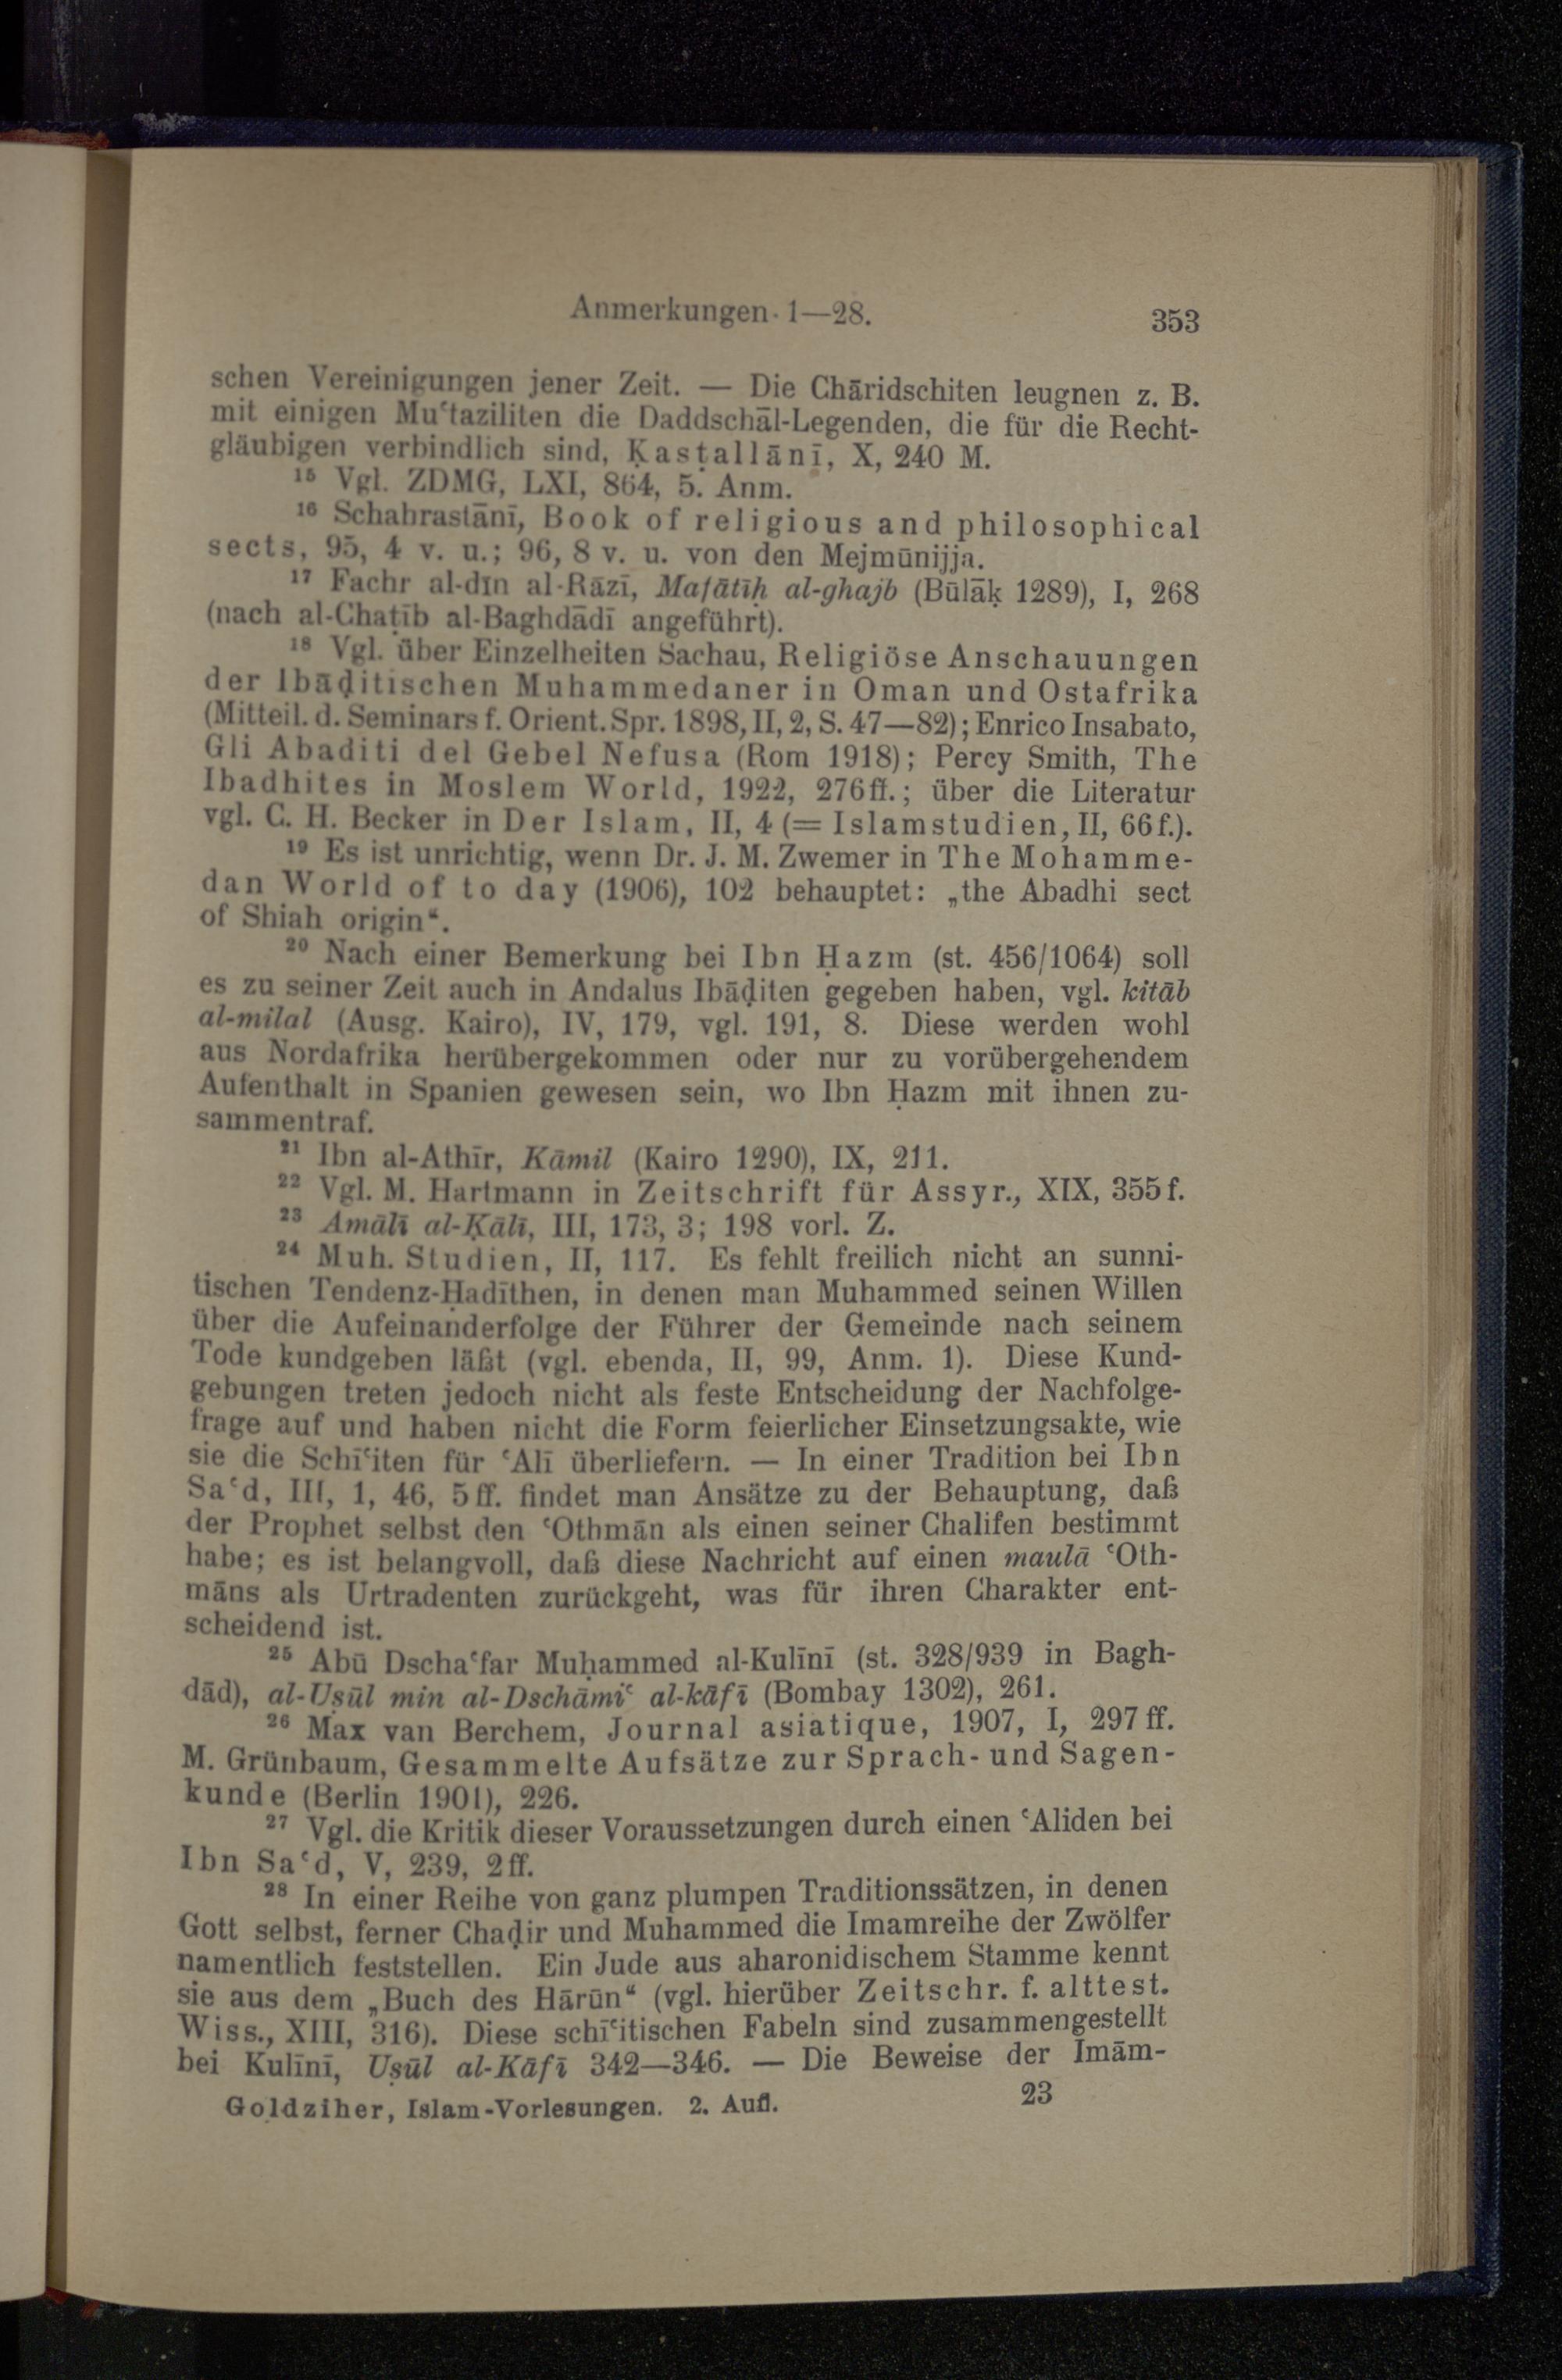 Anmerkungen 1—28. 353
schen Vereinigungen jener Zeit. — Die Chāridschiten leugnen z. B.
mit einigen Muʿtaziliten die Daddschāl-Legenden, die für die Recht-
gläubigen verbindlich sind, Ḳasṭallānī, X, 240 M.
¹⁵ Vgl. ZDMG, LXI, 864, 5. Anm.
¹⁶ Schahrastānī, Book of religious and philosophical
sects, 95, 4 v. u.; 96, 8 v. u. von den Mejmūnijja.
¹⁷ Fachr al-dīn al-Rāzī, Mafātīḥ al-ghajb (Būlāḳ 1289), I, 268
(nach al-Chaṭīb al-Baghdādī angeführt).
¹⁸ Vgl. über Einzelheiten Sachau, Religiöse Anschauungen
der Ibāḍitischen Muhammedaner in Oman und Ostafrika
(Mitteil. d. Seminars f. Orient. Spr. 1898, II, 2, S. 47—82); Enrico Insabato,
Gli Abaditi del Gebel Nefusa (Rom 1918); Percy Smith, The
Ibadhites in Moslem World, 1922, 276ff.; über die Literatur
vgl. C. H. Becker in Der Islam, II, 4 (= Islamstudien, II, 66f.).
¹⁹ Es ist unrichtig, wenn Dr. J. M. Zwemer in The Mohamme-
dan World of to day (1906), 102 behauptet: „the Abadhi sect
of Shiah origin“.
²⁰ Nach einer Bemerkung bei Ibn Ḥazm (st. 456/1064) soll
es zu seiner Zeit auch in Andalus Ibāḍiten gegeben haben, vgl. kitāb
al-milal (Ausg. Kairo), IV, 179, vgl. 191, 8. Diese werden wohl
aus Nordafrika herübergekommen oder nur zu vorübergehendem
Aufenthalt in Spanien gewesen sein, wo Ibn Ḥazm mit ihnen zu-
sammentraf.
²¹ Ibn al-Athīr, Kāmil (Kairo 1290), IX, 211.
²² Vgl. M. Hartmann in Zeitschrift für Assyr., XIX, 355f.
²³ Amālī al-Ḳālī, III, 173, 3; 198 vorl. Z.
²⁴ Muh. Studien, II, 117. Es fehlt freilich nicht an sunni-
tischen Tendenz-Ḥadīthen, in denen man Muhammed seinen Willen
über die Aufeinanderfolge der Führer der Gemeinde nach seinem
Tode kundgeben läßt (vgl. ebenda, II, 99, Anm. 1). Diese Kund-
gebungen treten jedoch nicht als feste Entscheidung der Nachfolge-
frage auf und haben nicht die Form feierlicher Einsetzungsakte, wie
sie die Schīʿiten für ʿAlī überliefern. — In einer Tradition bei Ibn
Saʿd, III, 1, 46, 5ff. findet man Ansätze zu der Behauptung, daß
der Prophet selbst den ʿOthmān als einen seiner Chalifen bestimmt
habe; es ist belangvoll, daß diese Nachricht auf einen maulā ʿOth-
māns als Urtradenten zurückgeht, was für ihren Charakter ent-
scheidend ist.
²⁵ Abū Dschaʿfar Muḥammed al-Kulīnī (st. 328/939 in Bagh-
dād), al-Uṣūl min al-Dschāmiʿ al-kāfī (Bombay 1302), 261.
²⁶ Max van Berchem, Journal asiatique, 1907, I, 297ff.
M. Grünbaum, Gesammelte Aufsätze zur Sprach- und Sagen-
kunde (Berlin 1901), 226.
²⁷ Vgl. die Kritik dieser Voraussetzungen durch einen ʿAliden bei
Ibn Saʿd, V, 239, 2ff.
²⁸ In einer Reihe von ganz plumpen Traditionssätzen, in denen
Gott selbst, ferner Chaḍir und Muhammed die Imamreihe der Zwölfer
namentlich feststellen. Ein Jude aus aharonidischem Stamme kennt
sie aus dem „Buch des Hārūn“ (vgl. hierüber Zeitschr. f. alttest.
Wiss., XIII, 316). Diese schīʿitischen Fabeln sind zusammengestellt
bei Kulīnī, Uṣūl al-Kāfī 342—346. — Die Beweise der Imām-
Goldziher, Islam-Vorlesungen. 2. Aufl. 23